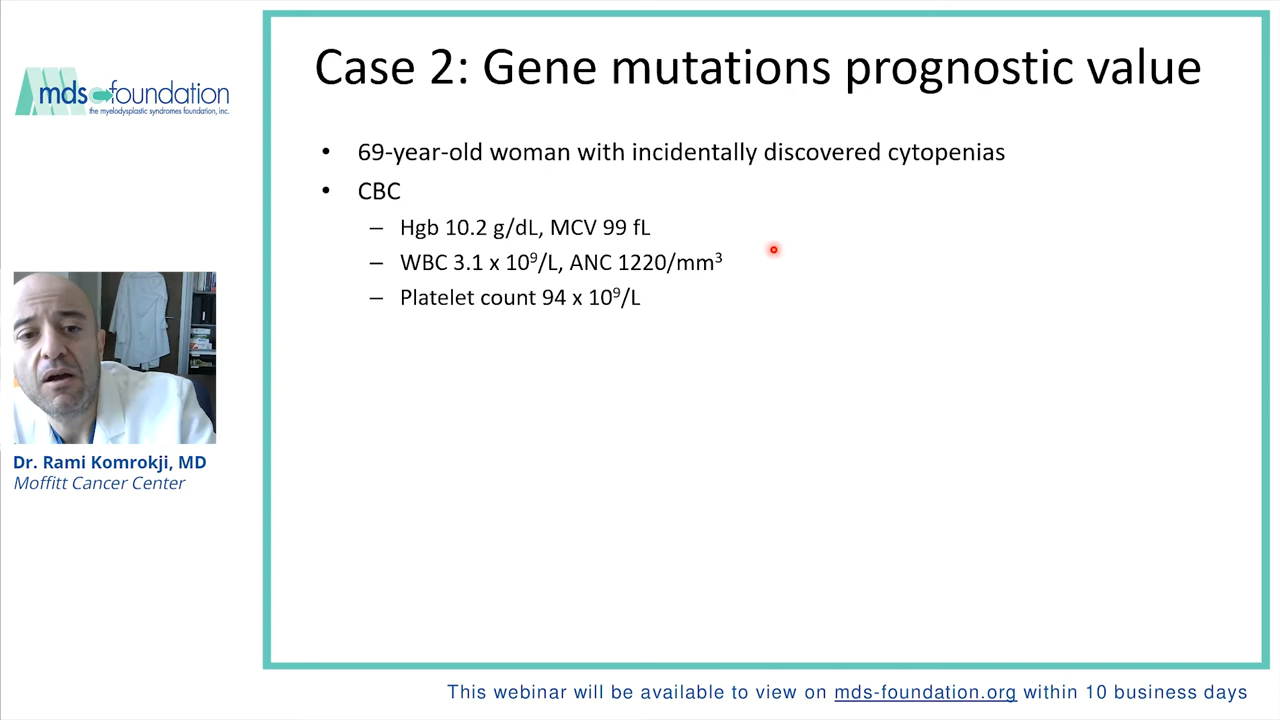 mds foundation
the myelodysplastic syndromes foundation, inc.
Case 2: Gene mutations prognostic value
• 69-year-old woman with incidentally discovered cytopenias
• CBC
– Hgb 10.2 g/dL, MCV 99 fL
– WBC 3.1 x 10⁹/L, ANC 1220/mm³
– Platelet count 94 x 10⁹/L
Dr. Rami Komrokji, MD
Moffitt Cancer Center
This webinar will be available to view on mds-foundation.org within 10 business days